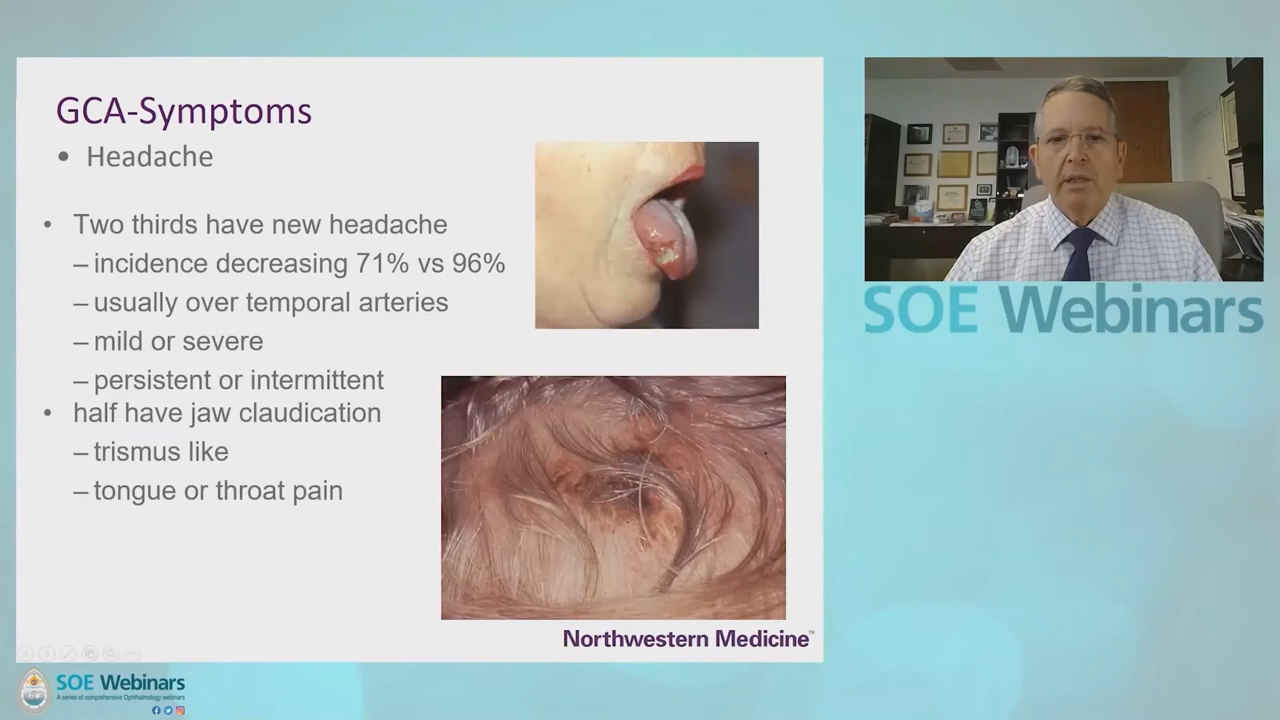 GCA-Symptoms
• Headache
• Two thirds have new headache
– incidence decreasing 71% vs 96%
– usually over temporal arteries
– mild or severe
– persistent or intermittent
• half have jaw claudication
– trismus like
– tongue or throat pain
Northwestern Medicine™
SOE Webinars
SOE Webinars
A series of comprehensive Ophthalmology webinars